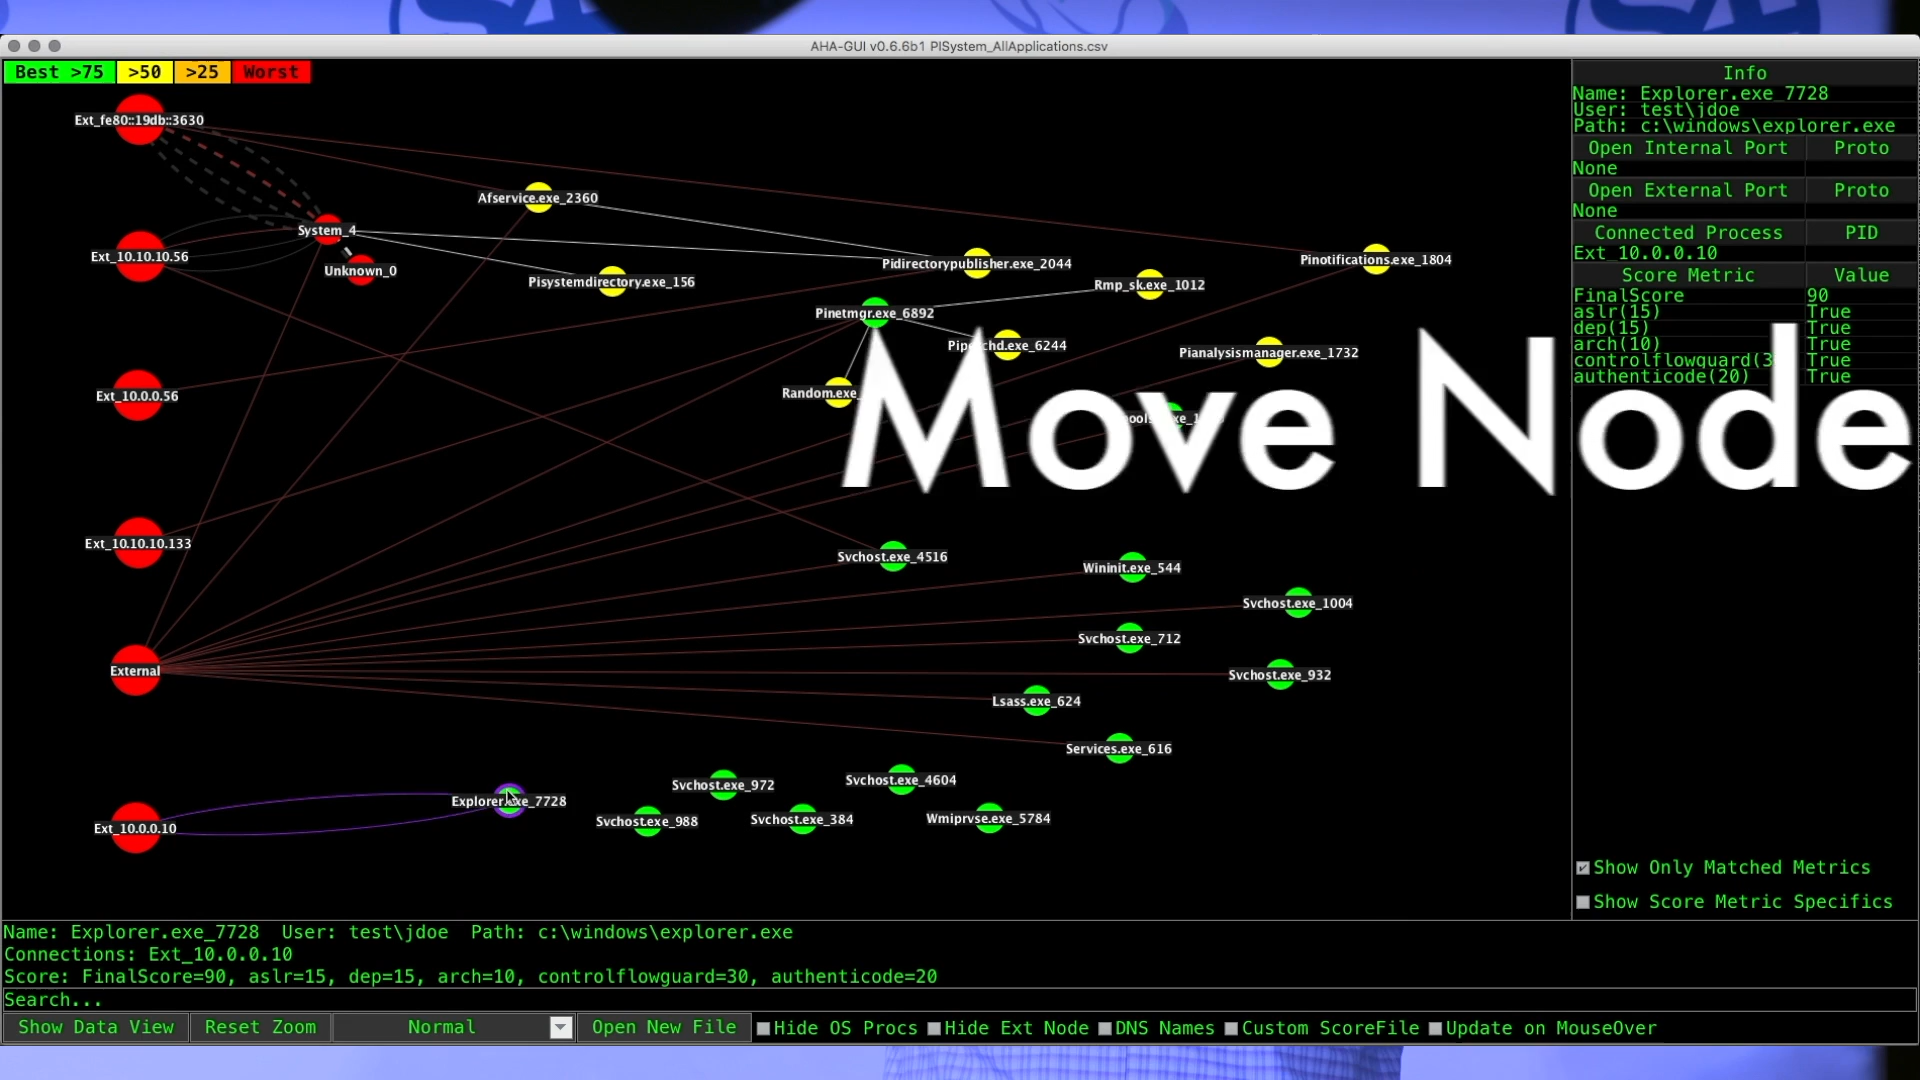 AHA-GUI v0.6.6b1 PISystem_AllApplications.csv
Best >75 >50 >25 Worst
Ext_fe80::19db::3630
Afservice.exe_2360
System_4
Ext_10.10.10.56
Unknown_0
Pisystemdirectory.exe_156
Pidirectorypublisher.exe_2044
Pinotifications.exe_1804
Rmp_sk.exe_1012
Pinetmgr.exe_6892
Pianalysismanager.exe_1732
Ext_10.0.0.56
Move Node
Ext_10.10.10.133
Svchost.exe_4516
Wininit.exe_544
Svchost.exe_1004
Svchost.exe_712
External
Svchost.exe_932
Lsass.exe_624
Services.exe_616
Svchost.exe_972
Svchost.exe_4604
Explorer.exe_7728
Svchost.exe_988
Svchost.exe_384
Wmiprvse.exe_5784
Ext_10.0.0.10
Info
Name: Explorer.exe_7728
User: test\jdoe
Path: c:\windows\explorer.exe
Open Internal Port Proto
None
Open External Port Proto
None
Connected Process PID
Ext_10.0.0.10
Score Metric Value
FinalScore 90
aslr(15) True
dep(15) True
arch(10) True
controlflowguard(3 True
authenticode(20) True
Show Only Matched Metrics
Show Score Metric Specifics
Name: Explorer.exe_7728 User: test\jdoe Path: c:\windows\explorer.exe
Connections: Ext_10.0.0.10
Score: FinalScore=90, aslr=15, dep=15, arch=10, controlflowguard=30, authenticode=20
Search...
Show Data View Reset Zoom Normal Open New File Hide OS Procs Hide Ext Node DNS Names Custom ScoreFile Update on MouseOver